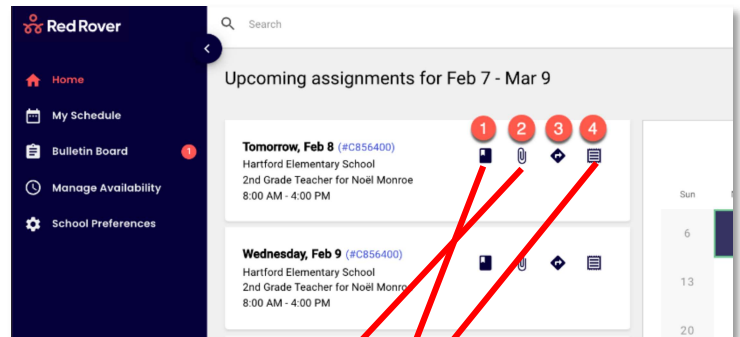 Red Rover
Search
Home
My Schedule
Bulletin Board 1
Manage Availability
School Preferences
Upcoming assignments for Feb 7 - Mar 9
1 2 3 4
Tomorrow, Feb 8 (#C856400)
Hartford Elementary School
2nd Grade Teacher for Noël Monroe
8:00 AM - 4:00 PM
Wednesday, Feb 9 (#C856400)
Hartford Elementary School
2nd Grade Teacher for Noël Monroe
8:00 AM - 4:00 PM
Sun
6
13
20